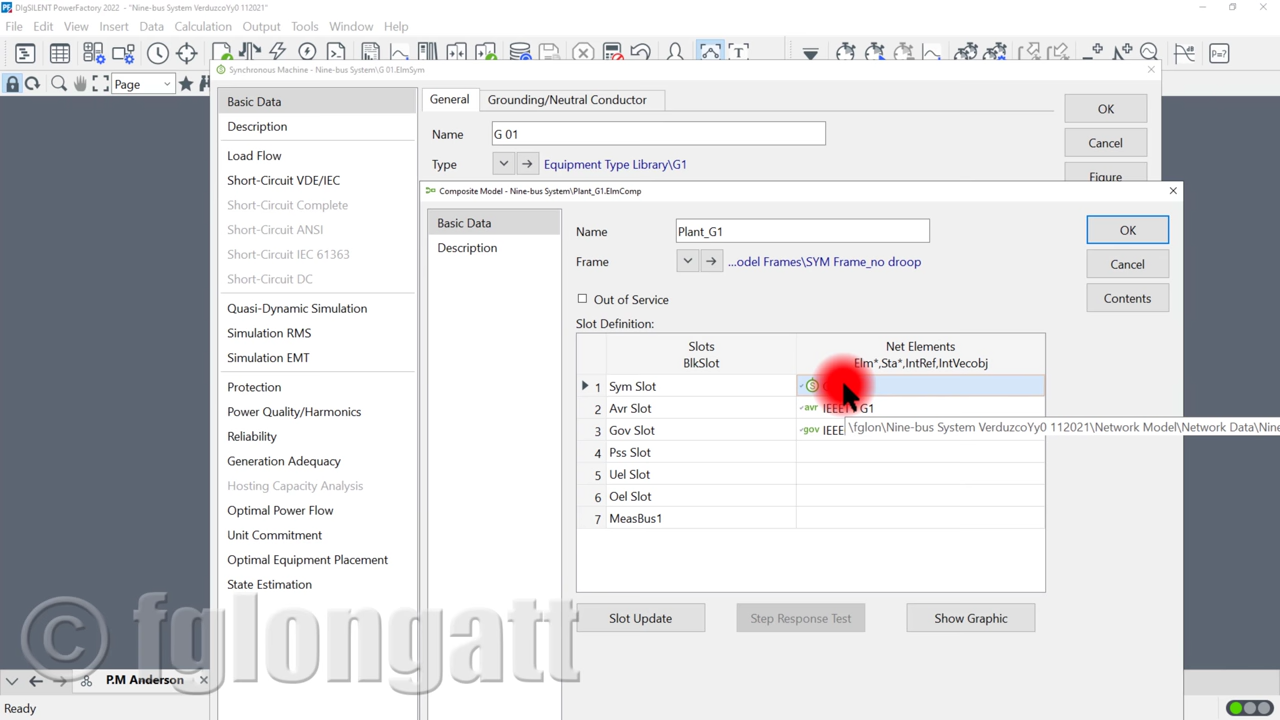 DIgSILENT PowerFactory 2022 - "Nine-bus System VerduzcoYy0 112021"
File Edit View Insert Data Calculation Output Tools Window Help
Page
Synchronous Machine - Nine-bus System\G 01.ElmSym
Basic Data
Description
Load Flow
Short-Circuit VDE/IEC
Short-Circuit Complete
Short-Circuit ANSI
Short-Circuit IEC 61363
Short-Circuit DC
Quasi-Dynamic Simulation
Simulation RMS
Simulation EMT
Protection
Power Quality/Harmonics
Reliability
Generation Adequacy
Hosting Capacity Analysis
Optimal Power Flow
Unit Commitment
Optimal Equipment Placement
State Estimation
General Grounding/Neutral Conductor
Name G 01
Type Equipment Type Library\G1
OK
Cancel
Figure
Composite Model - Nine-bus System\Plant_G1.ElmComp
Basic Data
Description
Name Plant_G1
Frame ...odel Frames\SYM Frame_no droop
Out of Service
Slot Definition:
Slots Net Elements
BlkSlot Elm*,Sta*,IntRef,IntVecobj
1 Sym Slot
2 Avr Slot avr G1
3 Gov Slot gov
\fglon\Nine-bus System VerduzcoYy0 112021\Network Model\Network Data\Nine
4 Pss Slot
5 Uel Slot
6 Oel Slot
7 MeasBus1
OK
Cancel
Contents
Slot Update Step Response Test Show Graphic
© fglongatt
P.M Anderson
Ready
P=?